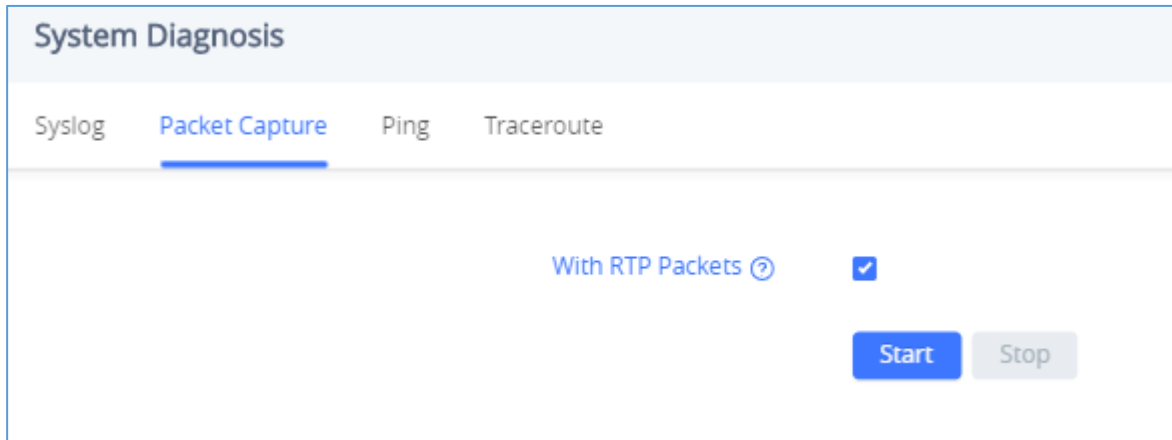 System Diagnosis
Syslog Packet Capture Ping Traceroute
With RTP Packets ?
Start Stop